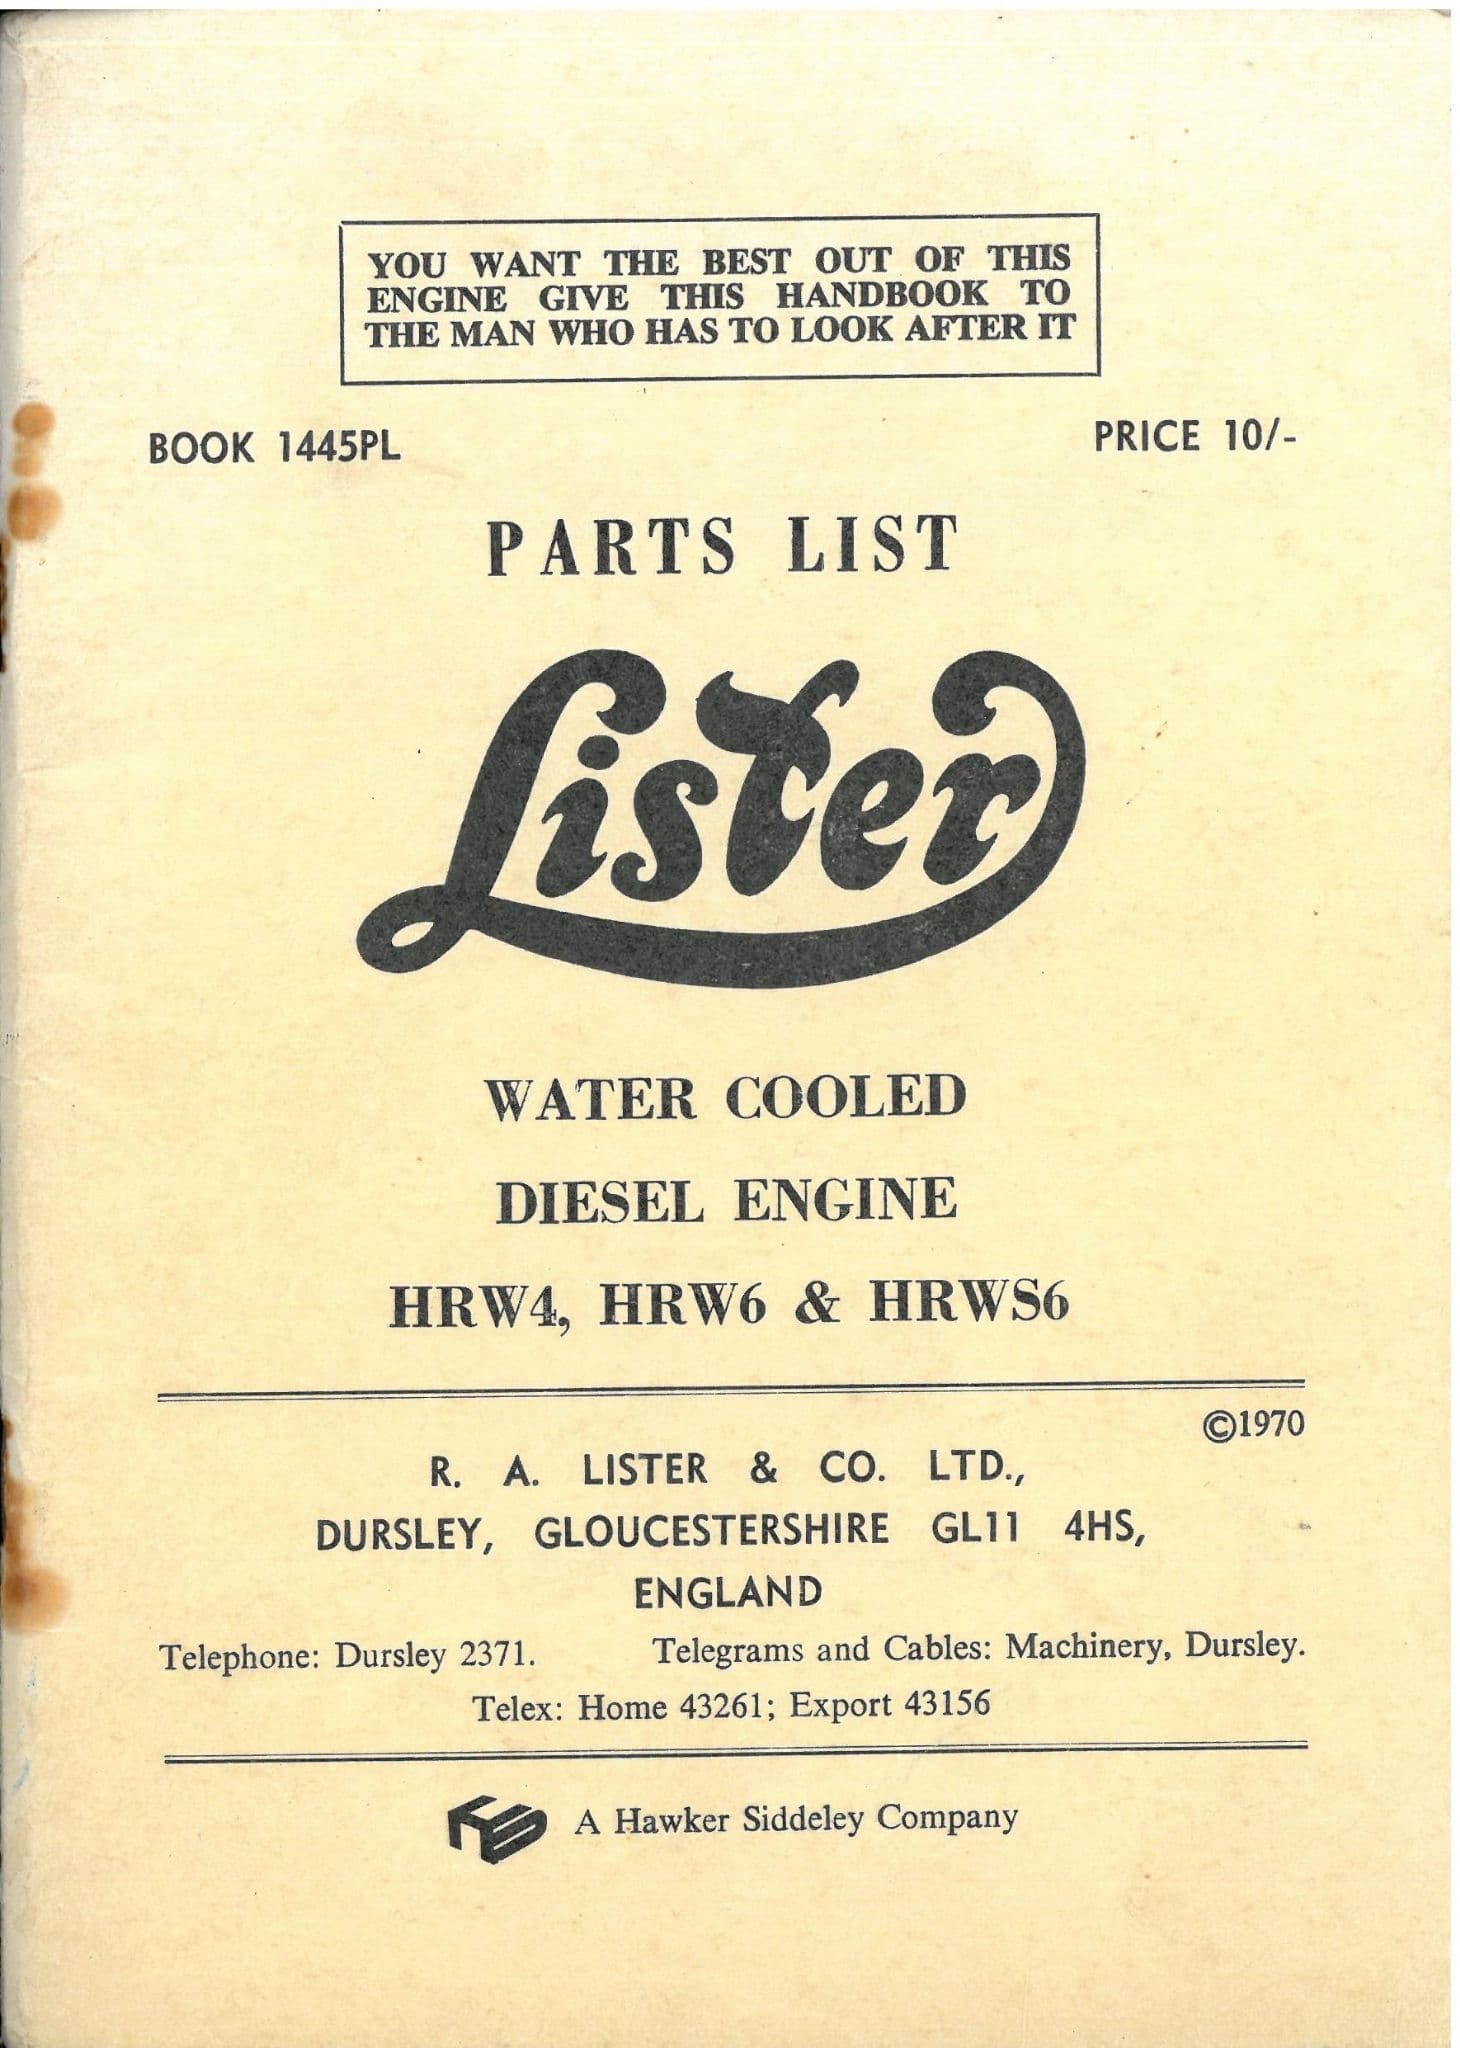 YOU WANT THE BEST OUT OF THIS
ENGINE GIVE THIS HANDBOOK TO
THE MAN WHO HAS TO LOOK AFTER IT
BOOK 1445PL PRICE 10/-
PARTS LIST
Lister
WATER COOLED
DIESEL ENGINE
HRW4, HRW6 & HRWS6
©1970
R. A. LISTER & CO. LTD.,
DURSLEY, GLOUCESTERSHIRE GL11 4HS,
ENGLAND
Telephone: Dursley 2371. Telegrams and Cables: Machinery, Dursley.
Telex: Home 43261; Export 43156
A Hawker Siddeley Company